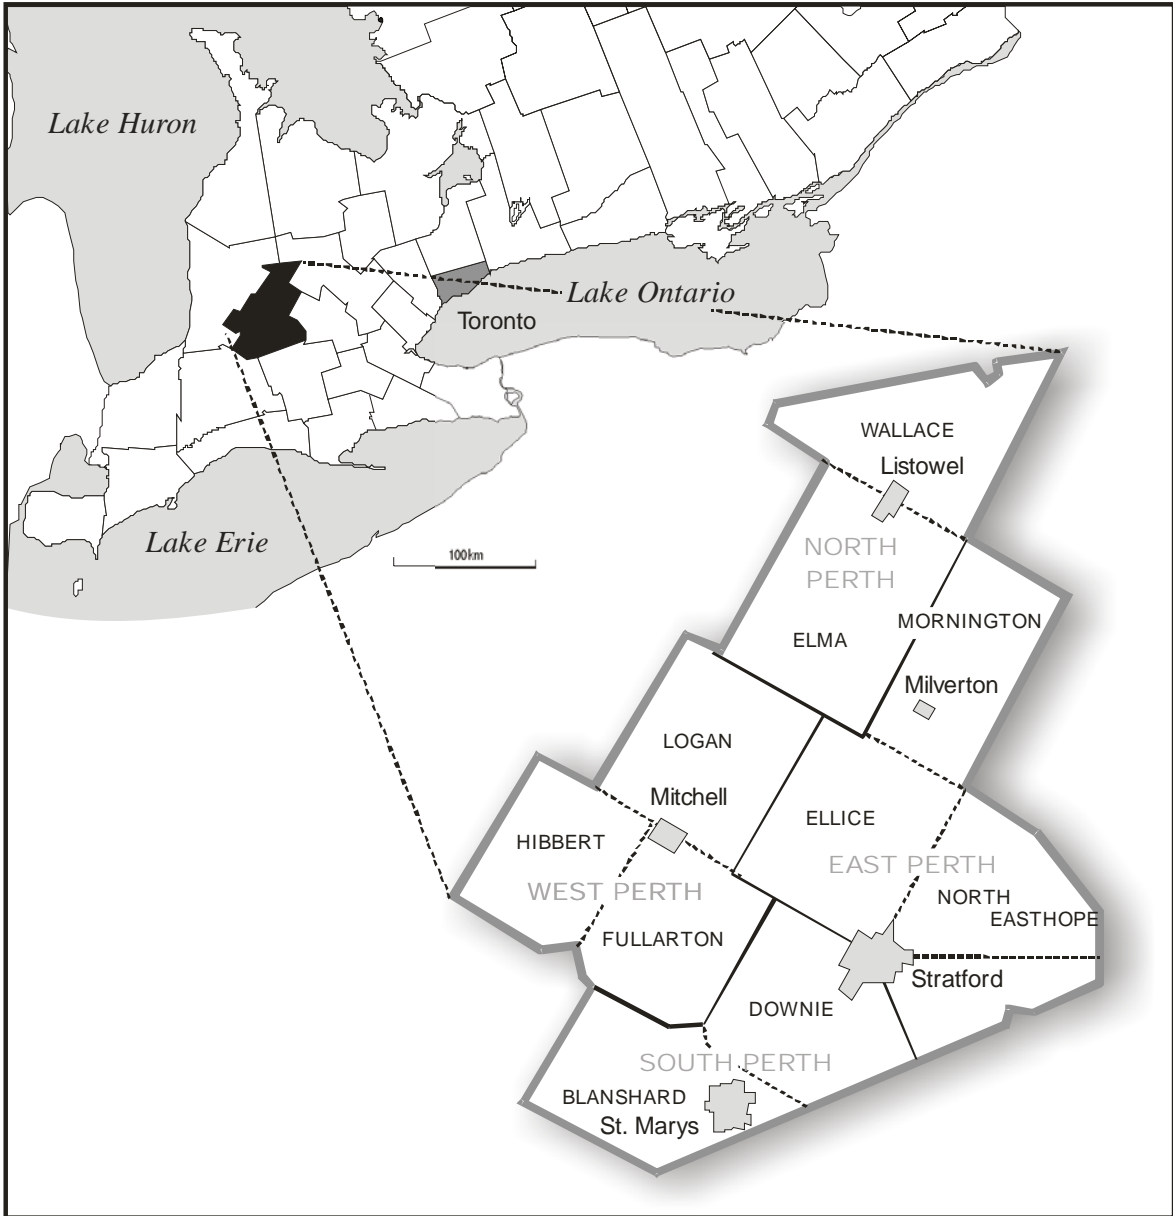 Lake Huron
Lake Ontario
Toronto
WALLACE
Listowel
Lake Erie
100km
NORTH
PERTH
MORNINGTON
ELMA
Milverton
LOGAN
Mitchell
ELLICE
HIBBERT
EAST PERTH
WEST PERTH
NORTH
EASTHOPE
FULLARTON
Stratford
DOWNIE
SOUTH PERTH
BLANSHARD
St. Marys